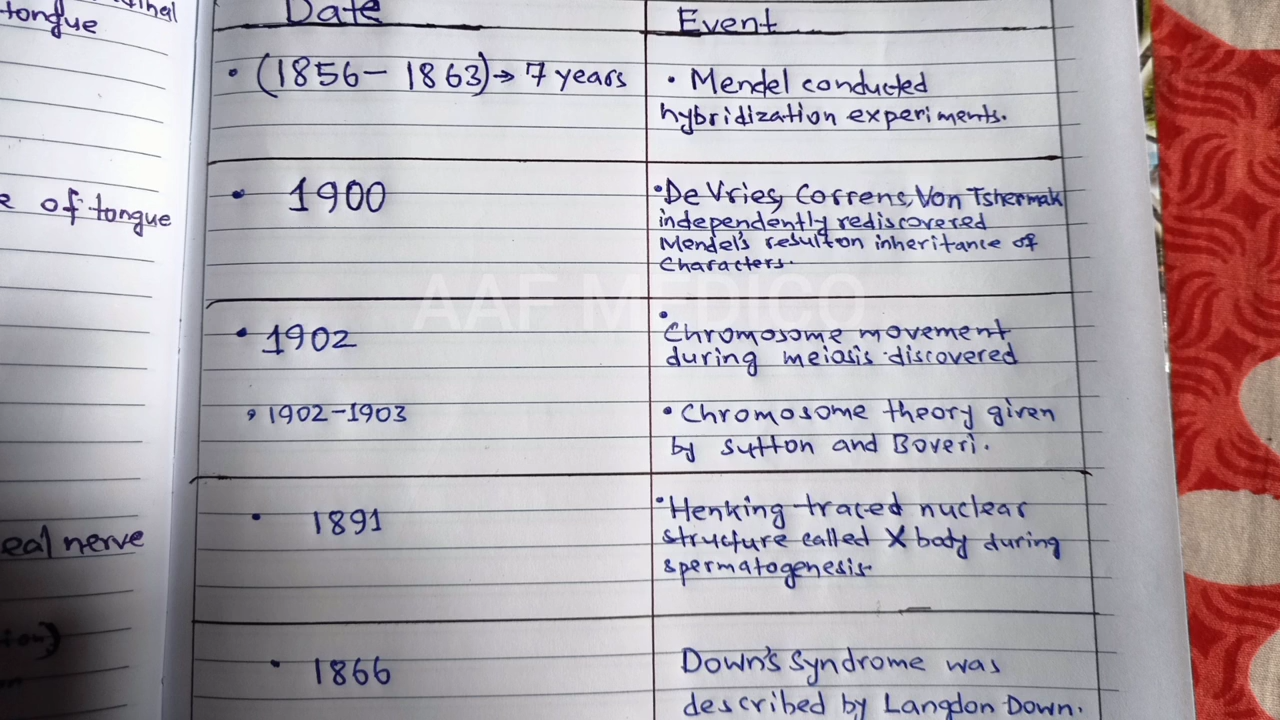 tongue
e of tongue
eal nerve
Date Event
• (1856 - 1863) → 7 years
• Mendel conducted
hybridization experiments.
• 1900
• De Vries, Correns, Von Tshermak
independently rediscovered
Mendel's result on inheritance of
Characters.
AAF MEDICO
• 1902
• Chromosome movement
during meiosis discovered
• 1902-1903
• Chromosome theory given
by Sutton and Boveri.
• 1891
• Henking traced nuclear
structure called X body during
spermatogenesis
• 1866
Down's Syndrome was
described by Langdon Down.